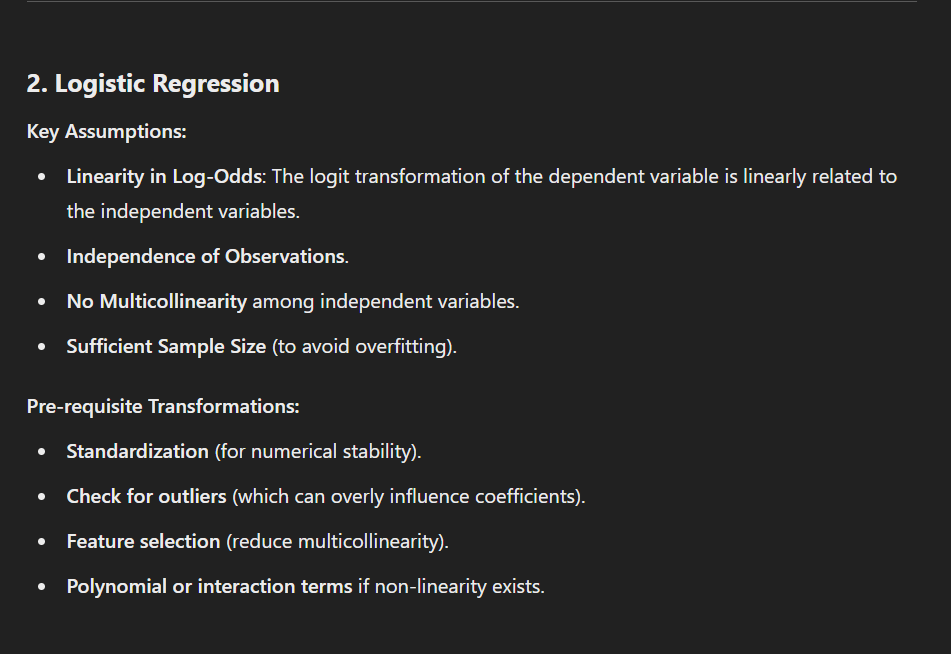 2. Logistic Regression
Key Assumptions:
• Linearity in Log-Odds: The logit transformation of the dependent variable is linearly related to
the independent variables.
• Independence of Observations.
• No Multicollinearity among independent variables.
• Sufficient Sample Size (to avoid overfitting).
Pre-requisite Transformations:
• Standardization (for numerical stability).
• Check for outliers (which can overly influence coefficients).
• Feature selection (reduce multicollinearity).
• Polynomial or interaction terms if non-linearity exists.